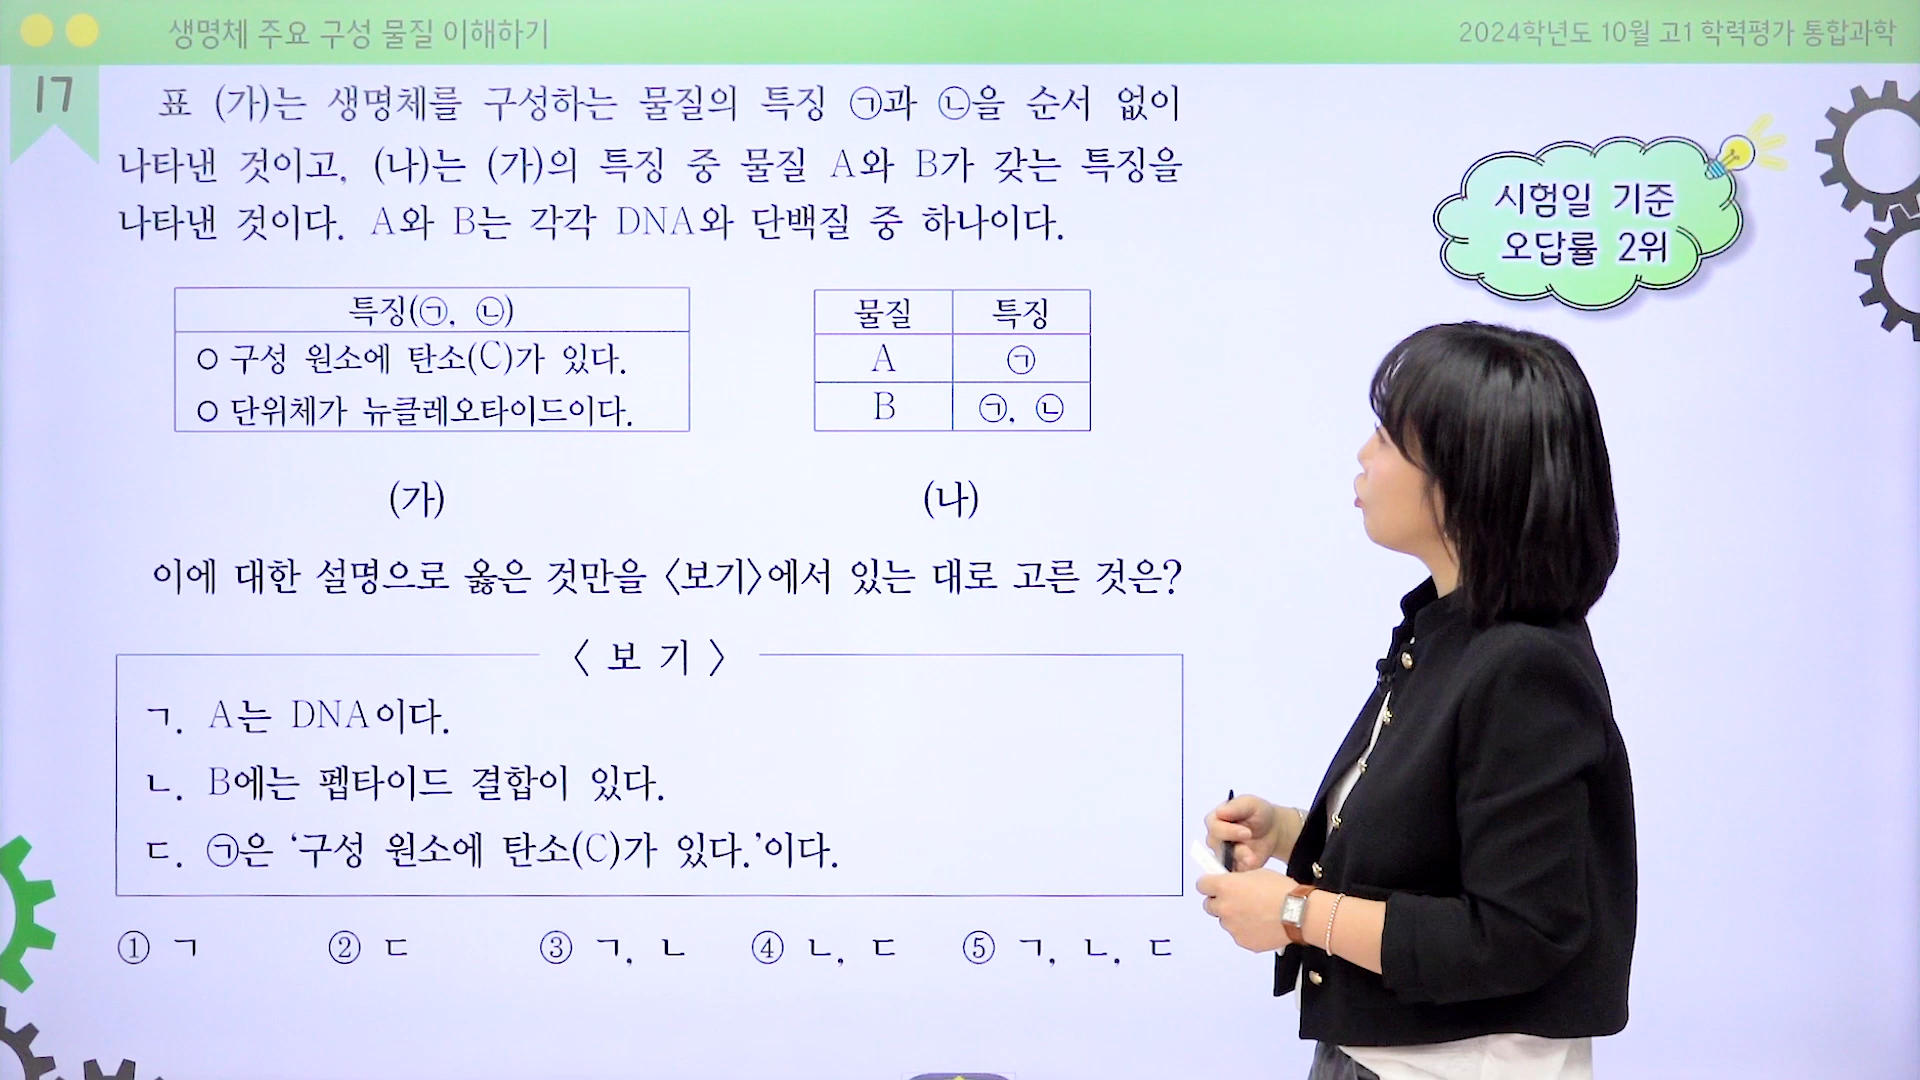 생명체 주요 구성 물질 이해하기
2024학년도 10월 고1 학력평가 통합과학
17
표 (가)는 생명체를 구성하는 물질의 특징 ㉠과 ㉡을 순서 없이
나타낸 것이고, (나)는 (가)의 특징 중 물질 A와 B가 갖는 특징을
나타낸 것이다. A와 B는 각각 DNA와 단백질 중 하나이다.
시험일 기준
오답률 2위
특징(㉠, ㉡)
○ 구성 원소에 탄소(C)가 있다.
○ 단위체가 뉴클레오타이드이다.
(가)
물질 특징
A ㉠
B ㉠, ㉡
(나)
이에 대한 설명으로 옳은 것만을 <보기>에서 있는 대로 고른 것은?
< 보 기 >
ㄱ. A는 DNA이다.
ㄴ. B에는 펩타이드 결합이 있다.
ㄷ. ㉠은 ‘구성 원소에 탄소(C)가 있다.’이다.
① ㄱ ② ㄷ ③ ㄱ, ㄴ ④ ㄴ, ㄷ ⑤ ㄱ, ㄴ, ㄷ